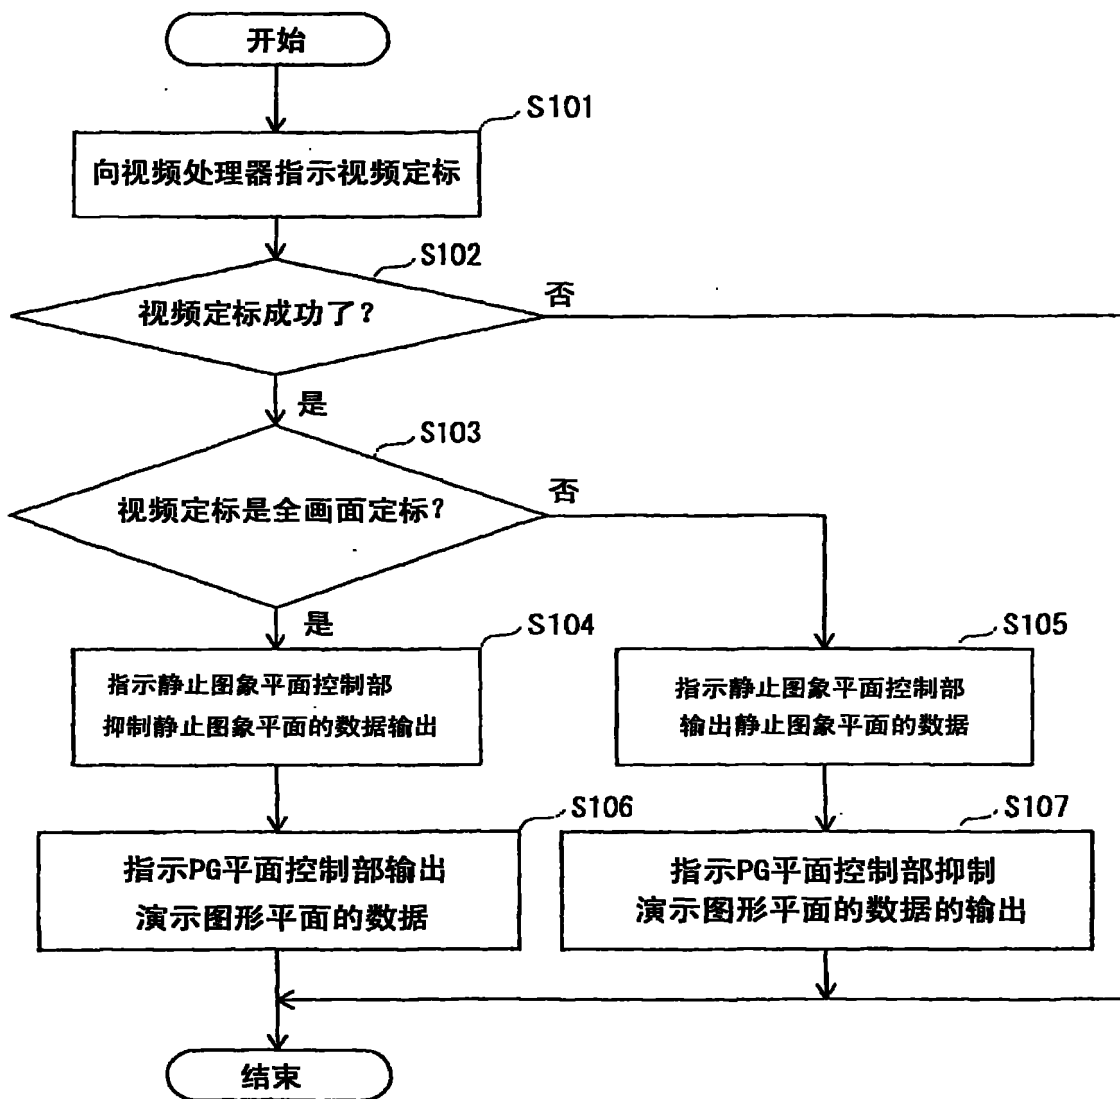 开始
S101
向视频处理器指示视频定标
S102
视频定标成功了?
否
是
S103
视频定标是全画面定标?
否
是
S104
指示静止图象平面控制部
抑制静止图象平面的数据输出
S105
指示静止图象平面控制部
输出静止图象平面的数据
S106
指示PG平面控制部输出
演示图形平面的数据
S107
指示PG平面控制部抑制
演示图形平面的数据的输出
结束